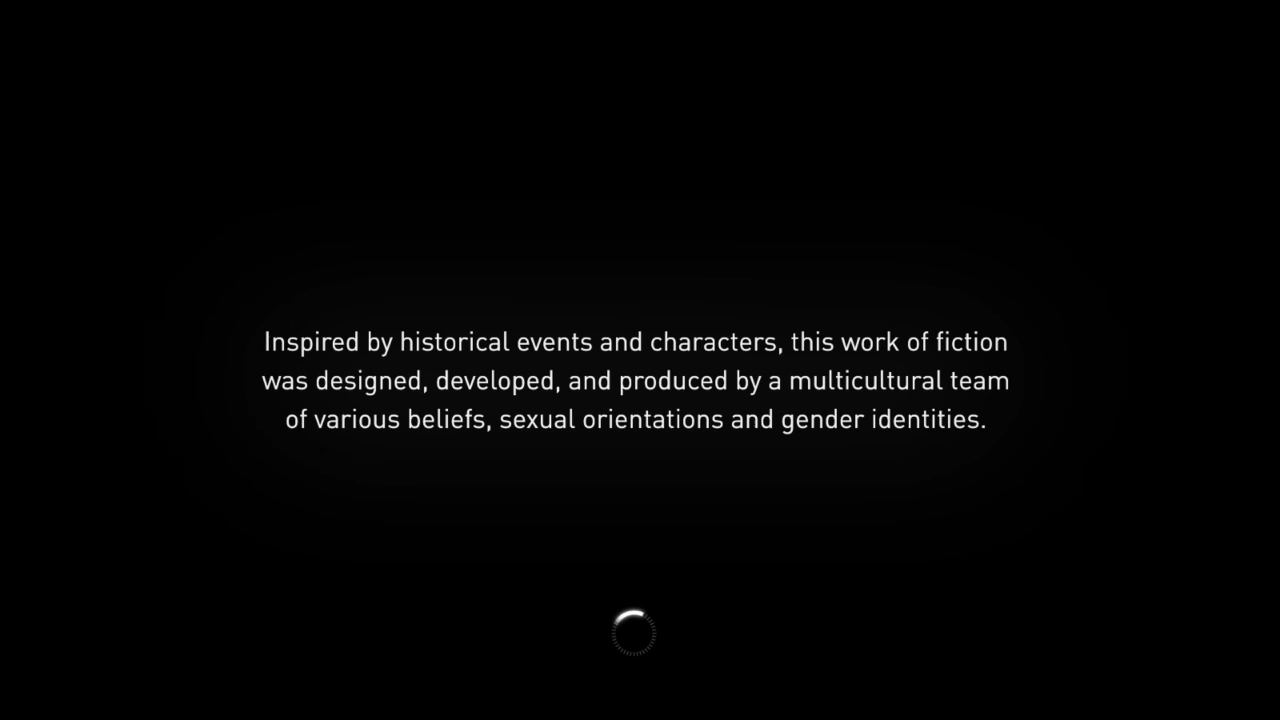 Inspired by historical events and characters, this work of fiction
was designed, developed, and produced by a multicultural team
of various beliefs, sexual orientations and gender identities.